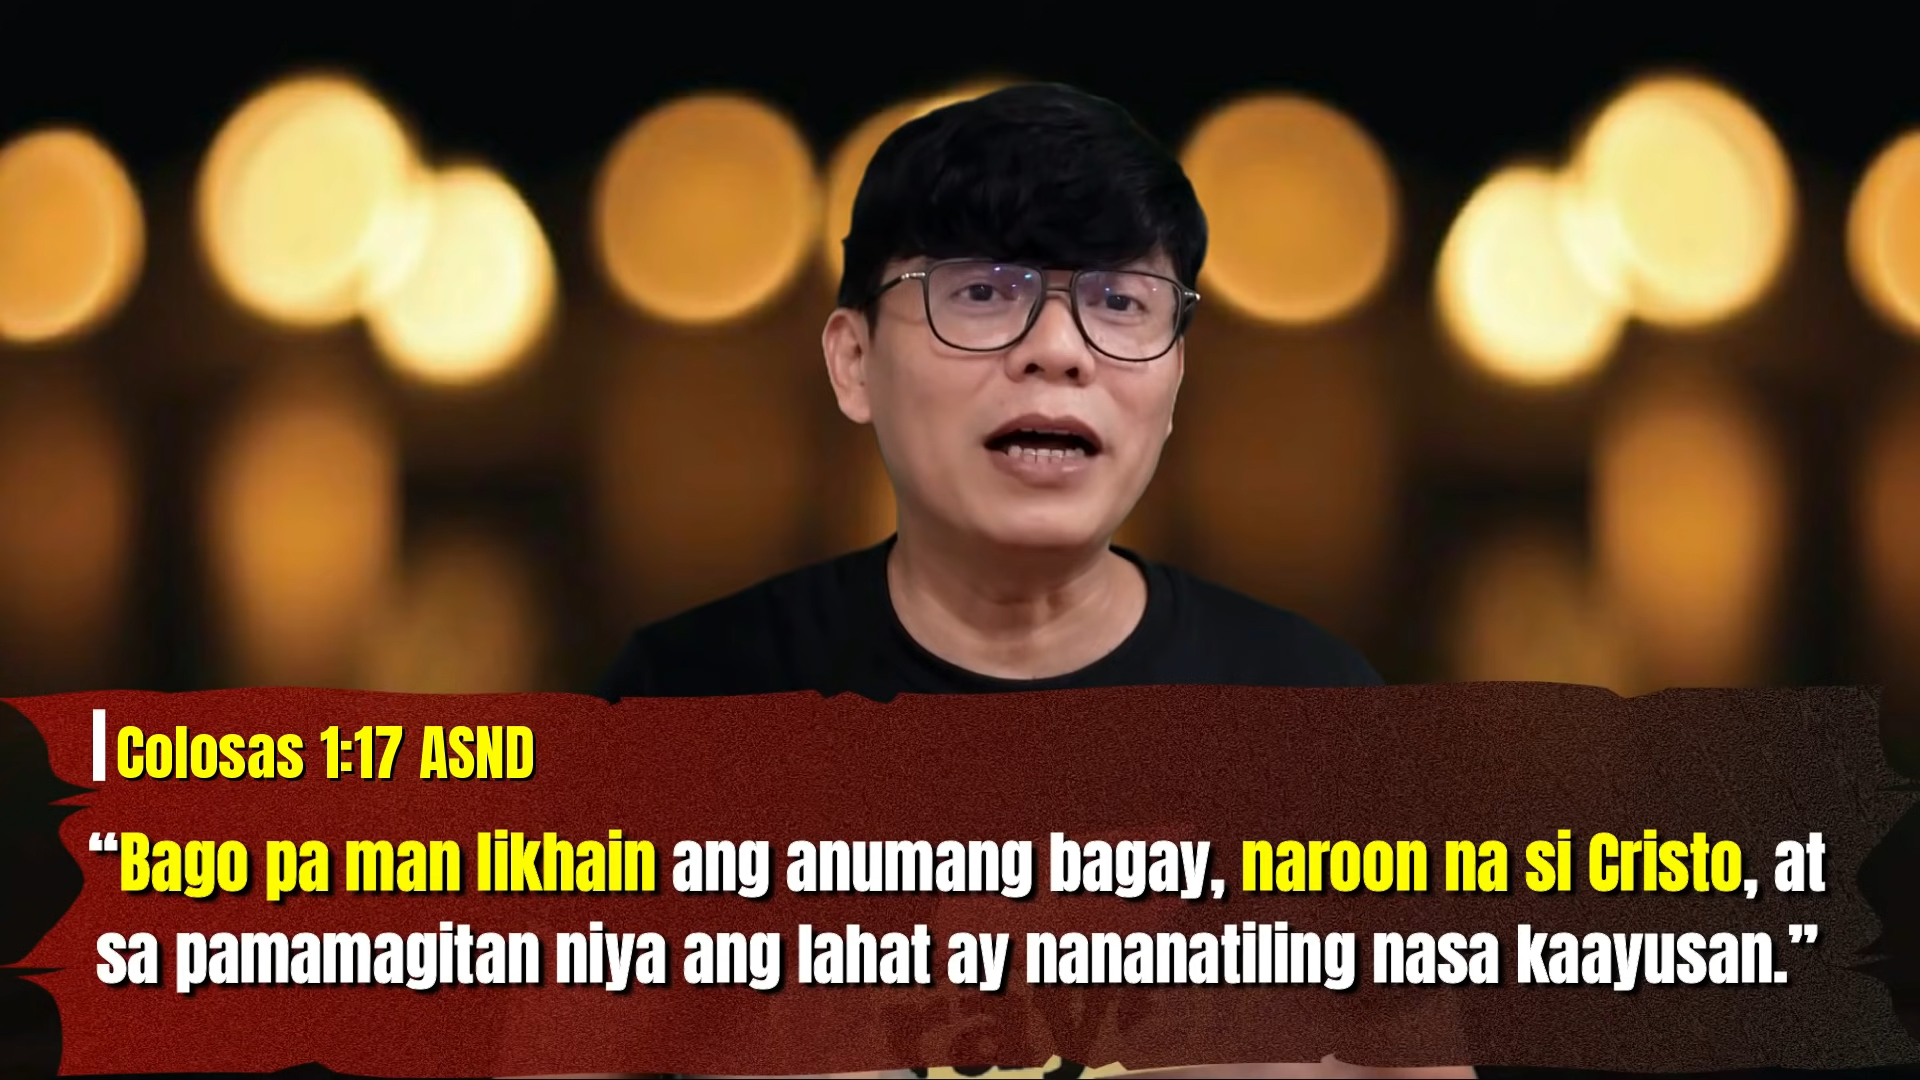 Colosas 1:17 ASND
“Bago pa man likhain ang anumang bagay, naroon na si Cristo, at
sa pamamagitan niya ang lahat ay nananatiling nasa kaayusan.”